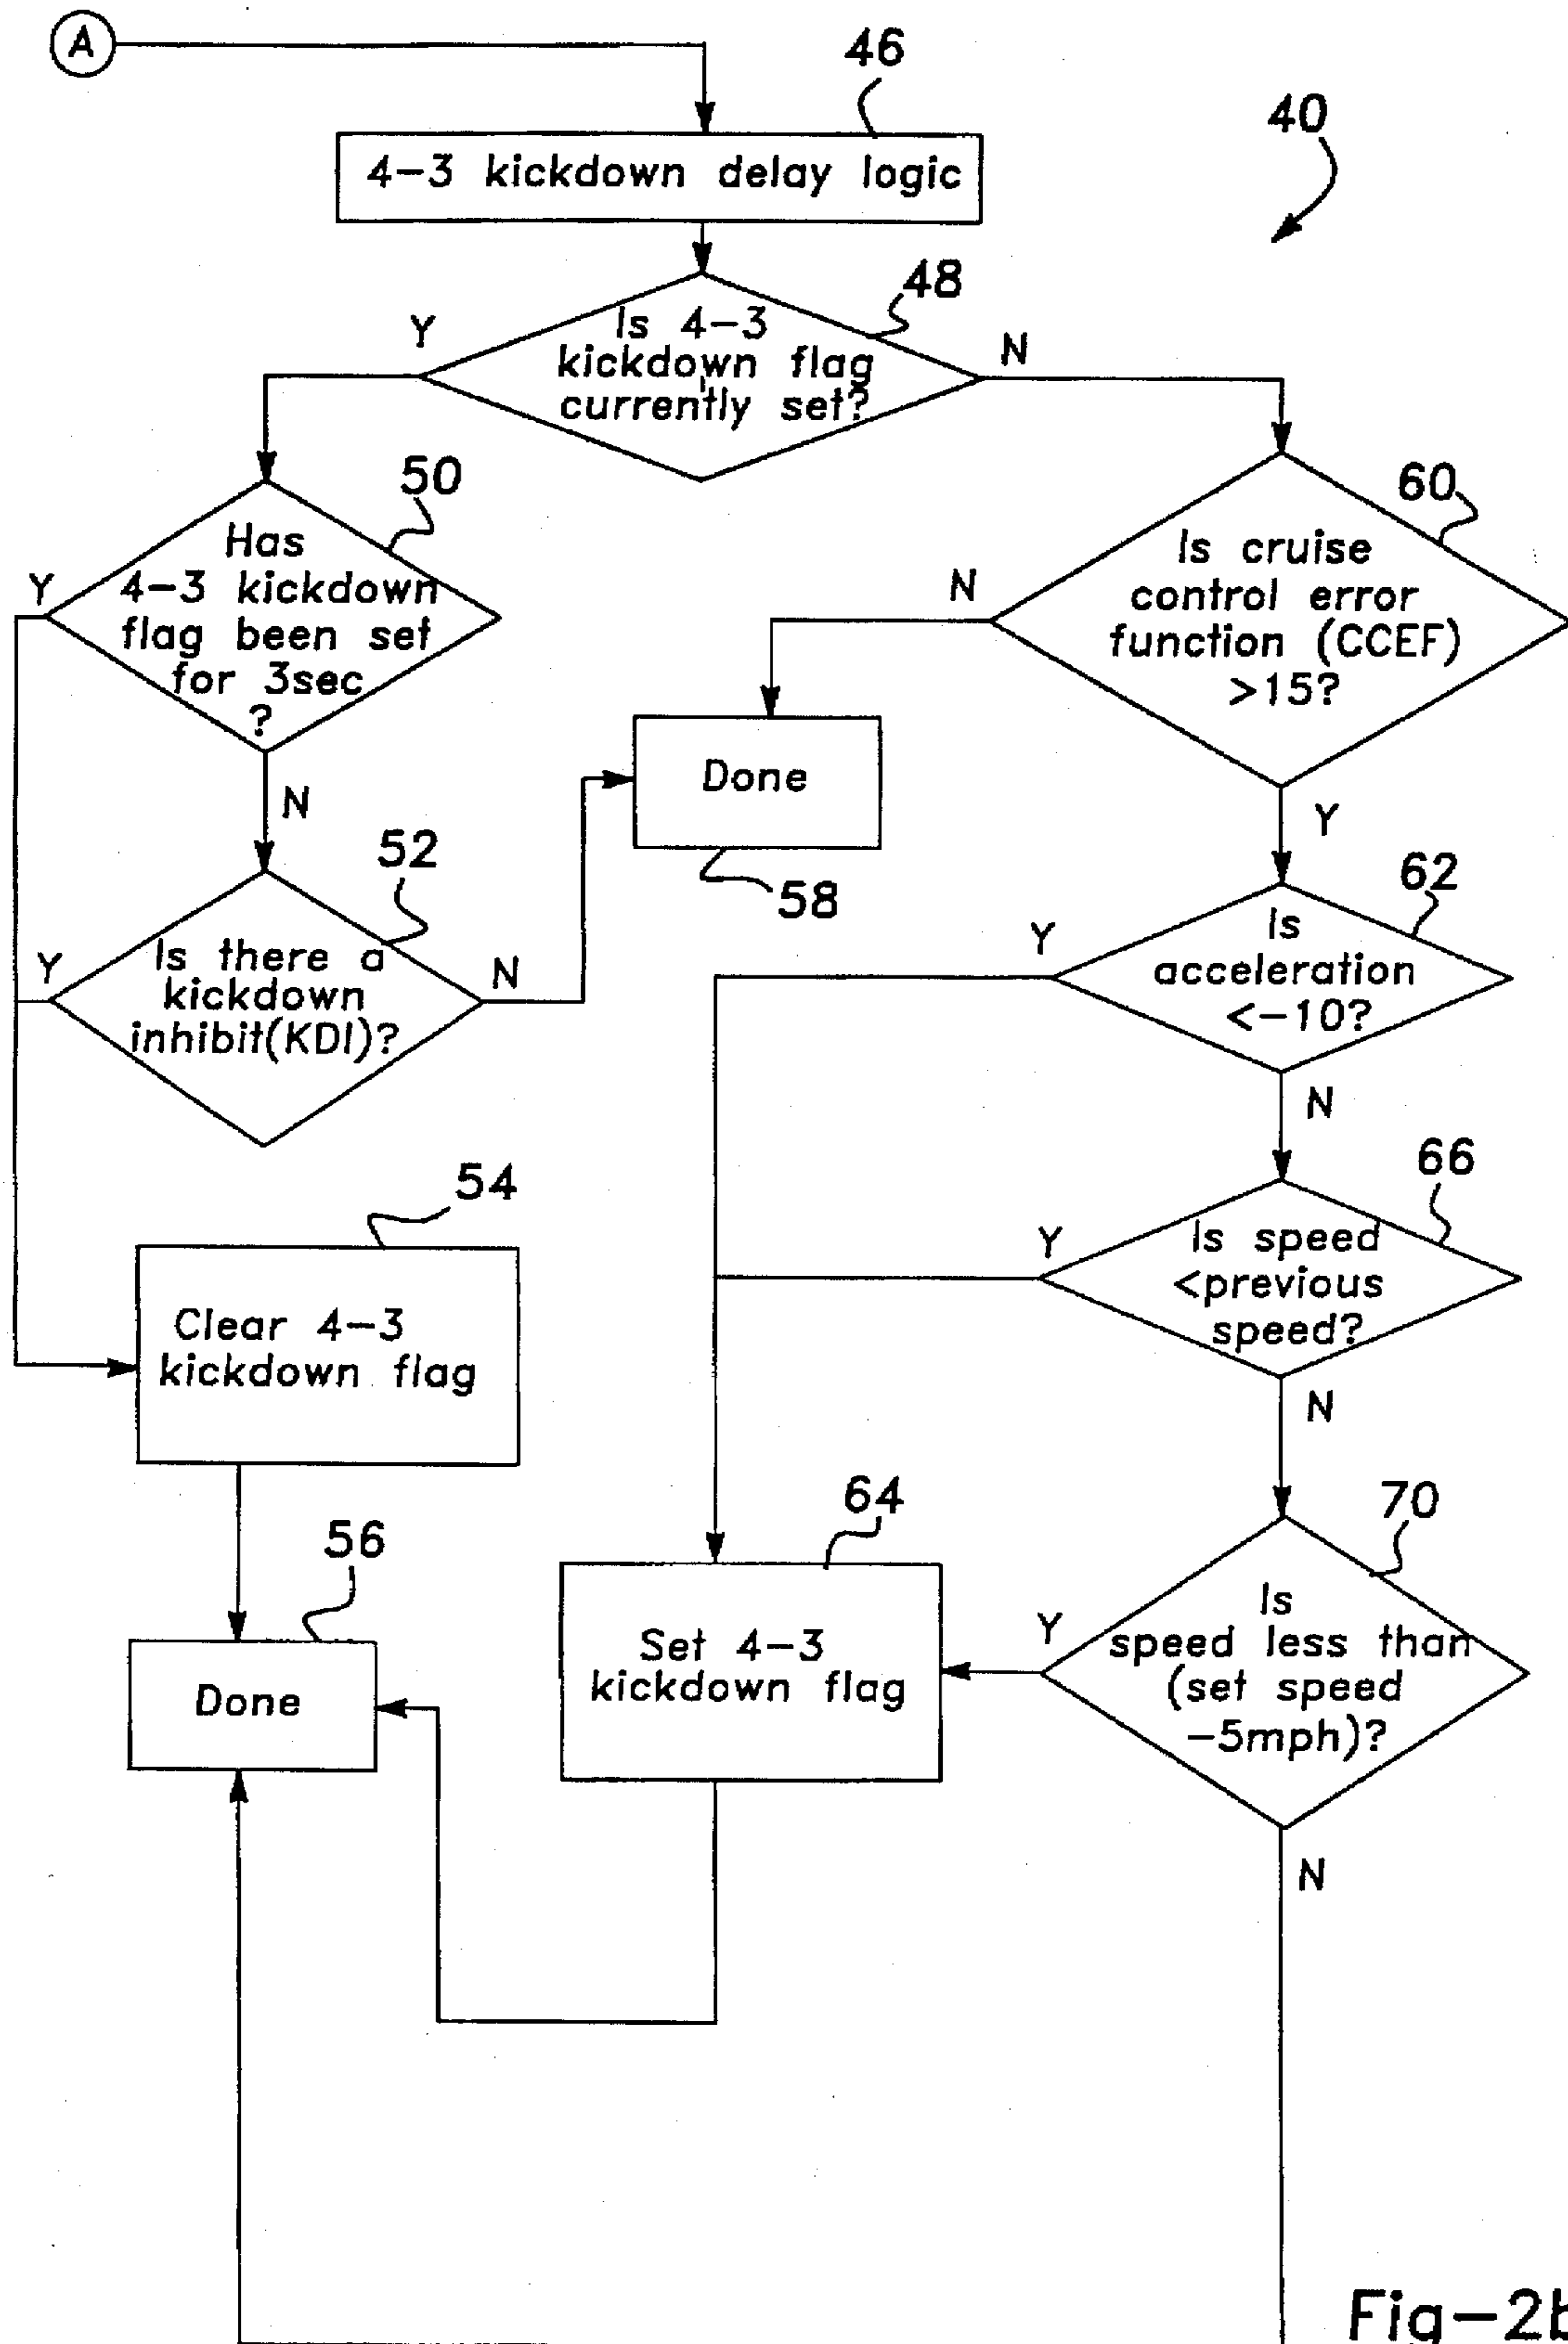 A
46
40
4-3 kickdown delay logic
48
Y
Is 4-3
kickdown flag
currently set?
N
50
60
Has
4-3 kickdown
flag been set
for 3sec
?
Y
N
Is cruise
control error
function (CCEF)
>15?
N
Done
58
Y
52
62
Y
Is there a
kickdown
inhibit(KDI)?
N
Y
Is
acceleration
<-10?
N
54
66
Y
Is speed
<previous
speed?
Clear 4-3
kickdown flag
N
64
70
56
Is
speed less than
(set speed
-5mph)?
Y
Set 4-3
kickdown flag
Done
N
Fig-2b